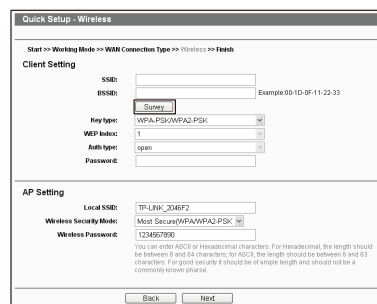 Quick Setup - Wireless
Start >> Working Mode >> WAN Connection Type >> Wireless >> Finish
Client Setting
SSID:
BSSID: Example:00-1D-0F-11-22-33
Survey
Key type: WPA-PSK/WPA2-PSK
WEP Index: 1
Auth type: open
Password:
AP Setting
Local SSID: TP-LINK_2046F2
Wireless Security Mode: Most Secure(WPA/WPA2-PSK
Wireless Password: 1234567890
You can enter ASCII or Hexadecimal characters. For Hexadecimal, the length should
be between 8 and 64 characters; for ASCII, the length should be between 8 and 63
characters. For good security it should be of ample length and should not be a
commonly known pharse.
Back Next